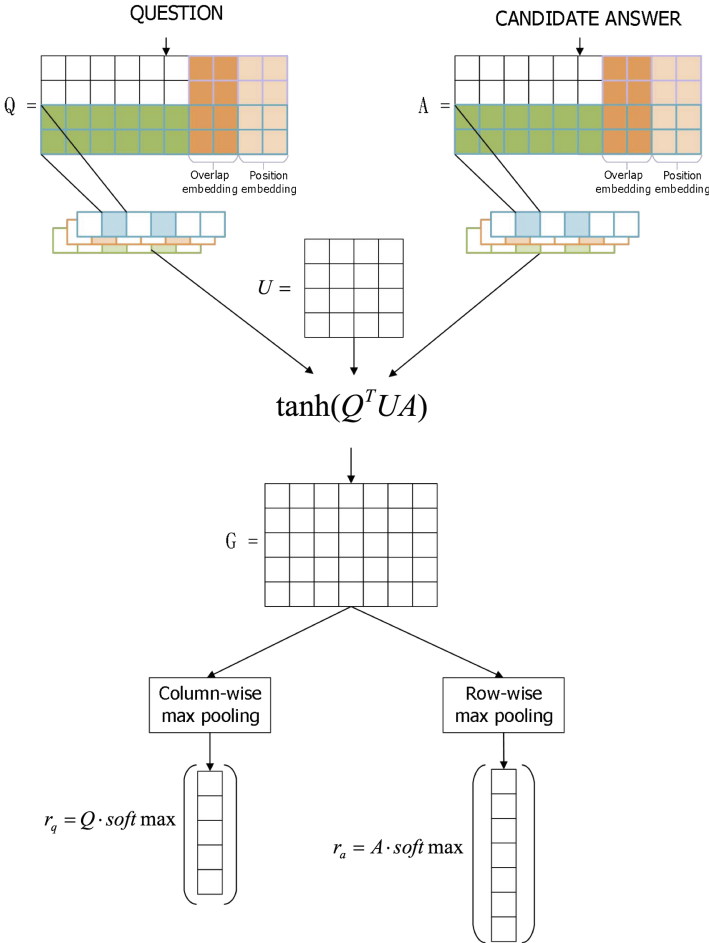 QUESTION
CANDIDATE ANSWER
Q =
A =
Overlap
embedding
Position
embedding
Overlap
embedding
Position
embedding
U =
tanh(Q^T UA)
G =
Column-wise
max pooling
Row-wise
max pooling
r_q = Q · soft max
r_a = A · soft max